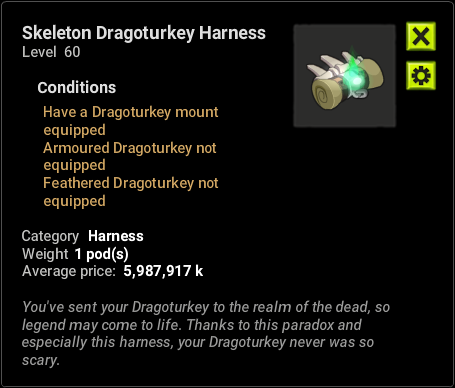 Skeleton Dragoturkey Harness
Level 60
Conditions
Have a Dragoturkey mount
equipped
Armoured Dragoturkey not
equipped
Feathered Dragoturkey not
equipped
Category Harness
Weight 1 pod(s)
Average price: 5,987,917 k
You've sent your Dragoturkey to the realm of the dead, so
legend may come to life. Thanks to this paradox and
especially this harness, your Dragoturkey never was so
scary.